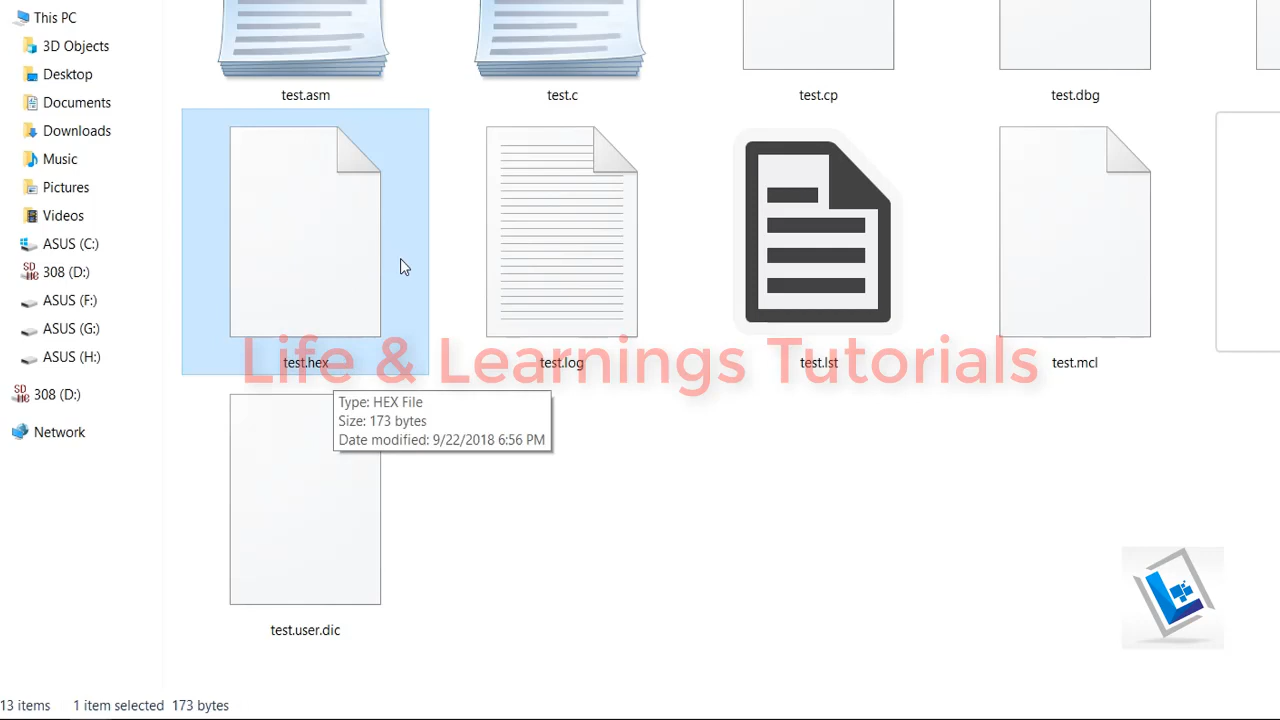 This PC
3D Objects
Desktop
Documents
Downloads
Music
Pictures
Videos
ASUS (C:)
308 (D:)
ASUS (F:)
ASUS (G:)
ASUS (H:)
308 (D:)
Network
test.asm
test.c
test.cp
test.dbg
test.hex
test.log
test.lst
test.mcl
Life & Learnings Tutorials
Type: HEX File
Size: 173 bytes
Date modified: 9/22/2018 6:56 PM
test.user.dic
13 items 1 item selected 173 bytes